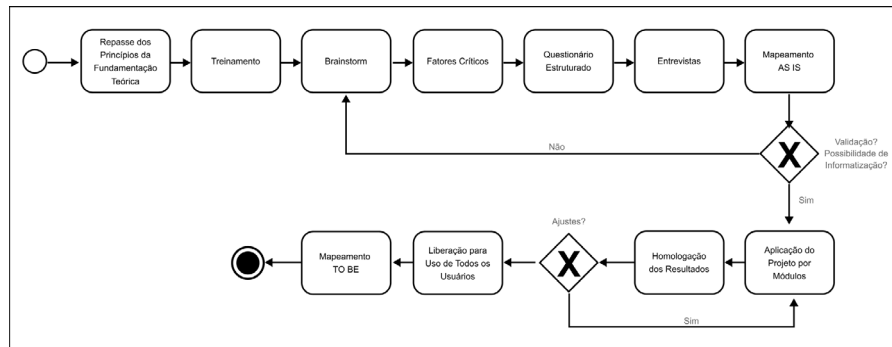 Repasse dos
Princípios da
Fundamentação
Teórica
Treinamento
Brainstorm
Fatores Críticos
Questionário
Estruturado
Entrevistas
Mapeamento
AS IS
Não
X
Validação?
Possibilidade de
Informatização?
Sim
Ajustes?
Mapeamento
TO BE
Liberação para
Uso de Todos os
Usuários
X
Homologação
dos Resultados
Aplicação do
Projeto por
Módulos
Sim